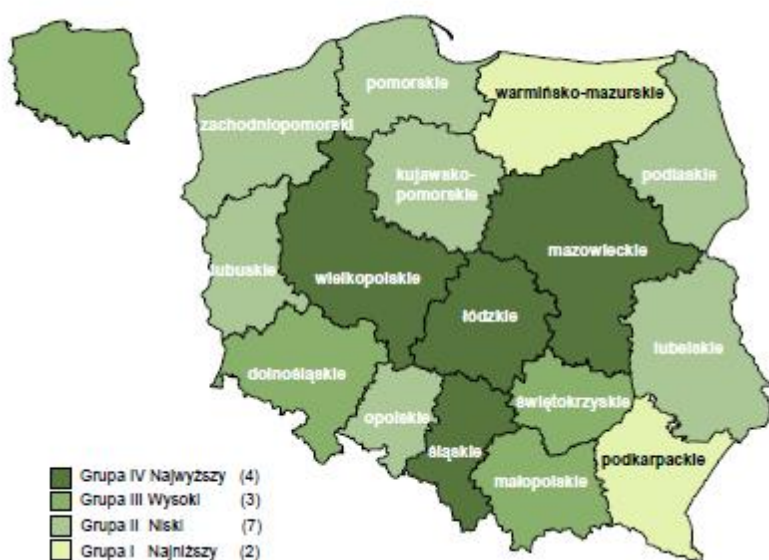 pomorskie
warmińsko-mazurskie
zachodniopomorski
kujawsko-
pomorskie
podlaskie
mazowieckie
lubuskie
wielkopolskie
łódzkie
lubelskie
dolnośląskie
świętokrzyskie
opolskie
śląskie
podkarpackie
małopolskie
Grupa IV Najwyższy (4)
Grupa III Wysoki (3)
Grupa II Niski (7)
Grupa I Najniższy (2)